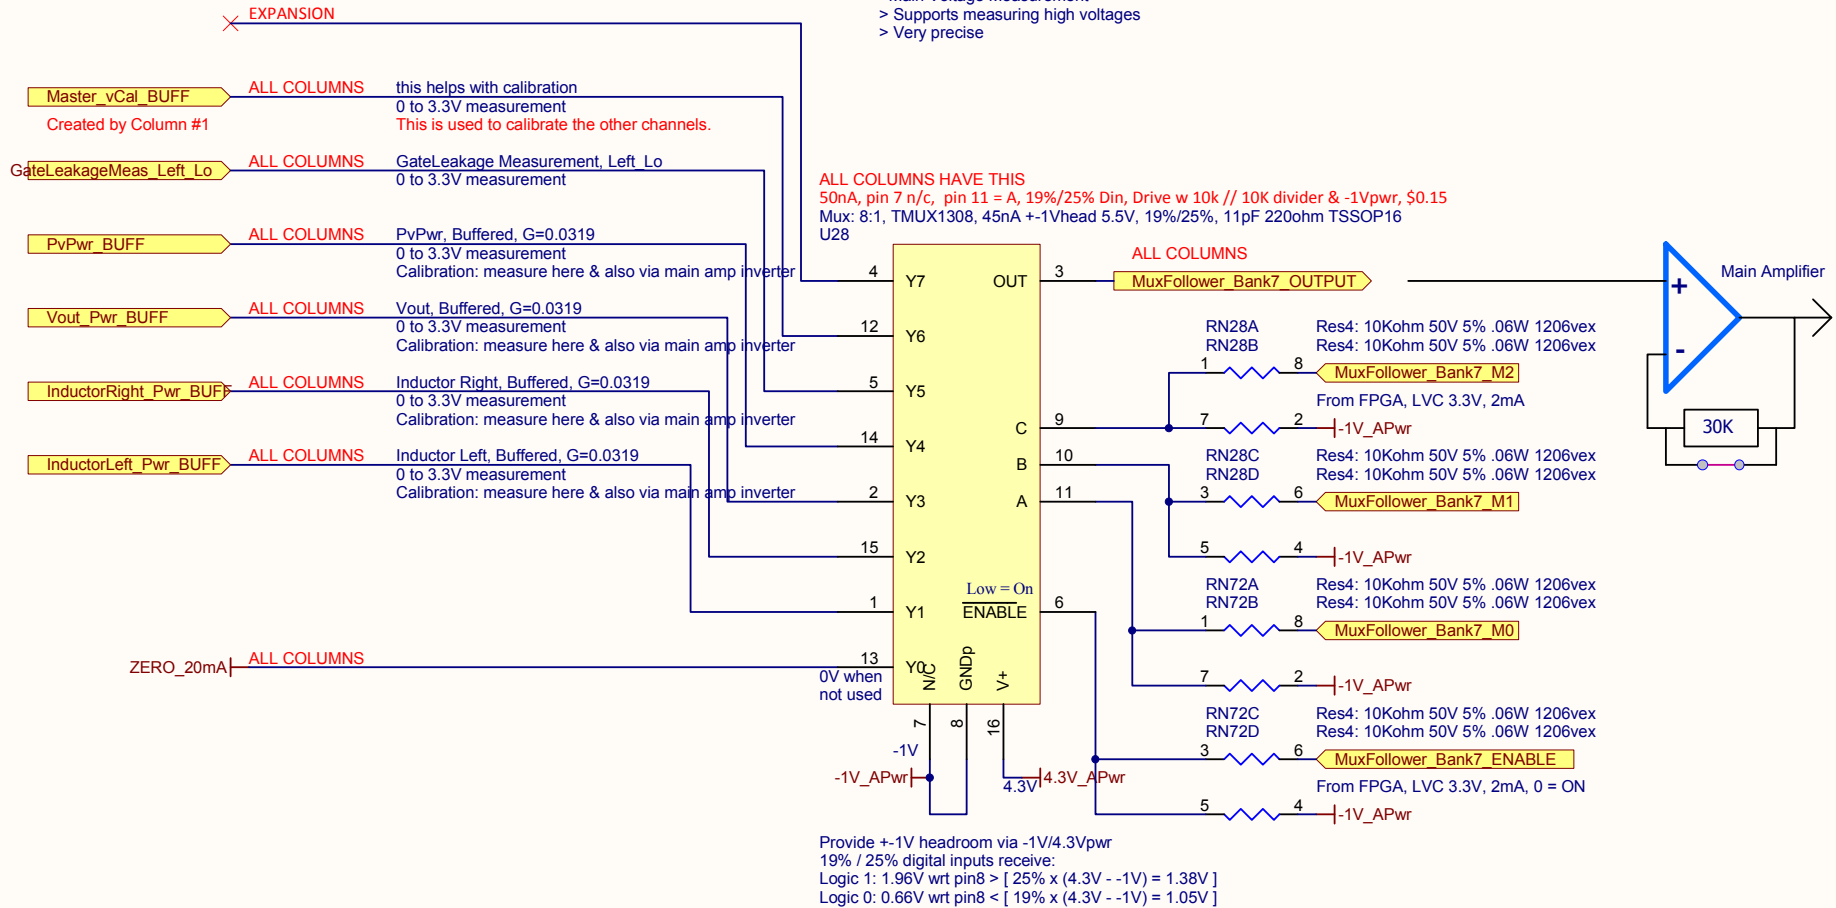 EXPANSION
Main Voltage Measurement
> Supports measuring high voltages
> Very precise
Master_vCal_BUFF
ALL COLUMNS
this helps with calibration
0 to 3.3V measurement
Created by Column #1
This is used to calibrate the other channels.
GateLeakageMeas_Left_Lo
ALL COLUMNS
GateLeakage Measurement, Left_Lo
0 to 3.3V measurement
PvPwr_BUFF
ALL COLUMNS
PvPwr, Buffered, G=0.0319
0 to 3.3V measurement
Calibration: measure here & also via main amp inverter
Vout_Pwr_BUFF
ALL COLUMNS
Vout, Buffered, G=0.0319
0 to 3.3V measurement
Calibration: measure here & also via main amp inverter
InductorRight_Pwr_BUFF
ALL COLUMNS
Inductor Right, Buffered, G=0.0319
0 to 3.3V measurement
Calibration: measure here & also via main amp inverter
InductorLeft_Pwr_BUFF
ALL COLUMNS
Inductor Left, Buffered, G=0.0319
0 to 3.3V measurement
Calibration: measure here & also via main amp inverter
ZERO_20mA
ALL COLUMNS
ALL COLUMNS HAVE THIS
50nA, pin 7 n/c, pin 11 = A, 19%/25% Din, Drive w 10k // 10K divider & -1Vpwr, $0.15
Mux: 8:1, TMUX1308, 45nA +-1Vhead 5.5V, 19%/25%, 11pF 220ohm TSSOP16
U28
4 Y7
12 Y6
5 Y5
14 Y4
2 Y3
15 Y2
1 Y1
13 Y0
0V when
not used
OUT 3
C 9
B 10
A 11
Low = On
ENABLE 6
N/C
GNDp
V+
7
8
16
-1V
-1V_APwr
4.3V
4.3V_APwr
ALL COLUMNS
MuxFollower_Bank7_OUTPUT
Main Amplifier
+
-
30K
RN28A Res4: 10Kohm 50V 5% .06W 1206vex
RN28B Res4: 10Kohm 50V 5% .06W 1206vex
1 8 MuxFollower_Bank7_M2
From FPGA, LVC 3.3V, 2mA
7 2 -1V_APwr
RN28C Res4: 10Kohm 50V 5% .06W 1206vex
RN28D Res4: 10Kohm 50V 5% .06W 1206vex
3 6 MuxFollower_Bank7_M1
5 4 -1V_APwr
RN72A Res4: 10Kohm 50V 5% .06W 1206vex
RN72B Res4: 10Kohm 50V 5% .06W 1206vex
1 8 MuxFollower_Bank7_M0
7 2 -1V_APwr
RN72C Res4: 10Kohm 50V 5% .06W 1206vex
RN72D Res4: 10Kohm 50V 5% .06W 1206vex
3 6 MuxFollower_Bank7_ENABLE
From FPGA, LVC 3.3V, 2mA, 0 = ON
5 4 -1V_APwr
Provide +-1V headroom via -1V/4.3Vpwr
19% / 25% digital inputs receive:
Logic 1: 1.96V wrt pin8 > [ 25% x (4.3V - -1V) = 1.38V ]
Logic 0: 0.66V wrt pin8 < [ 19% x (4.3V - -1V) = 1.05V ]